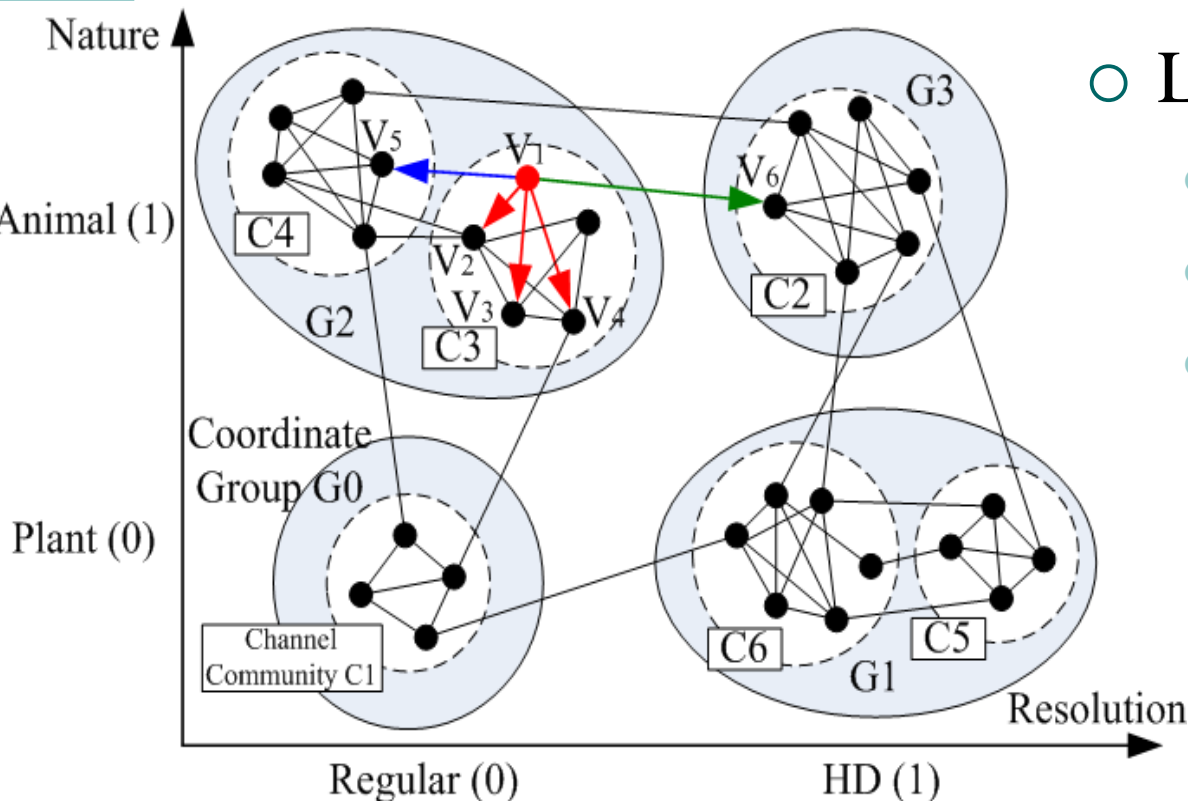 Nature
G3
L
V1
V5
V6
Animal (1)
C4
V2
C2
G2
V3
V4
C3
Coordinate
Group G0
Plant (0)
Channel
Community C1
C6
C5
G1
Resolution
Regular (0)
HD (1)